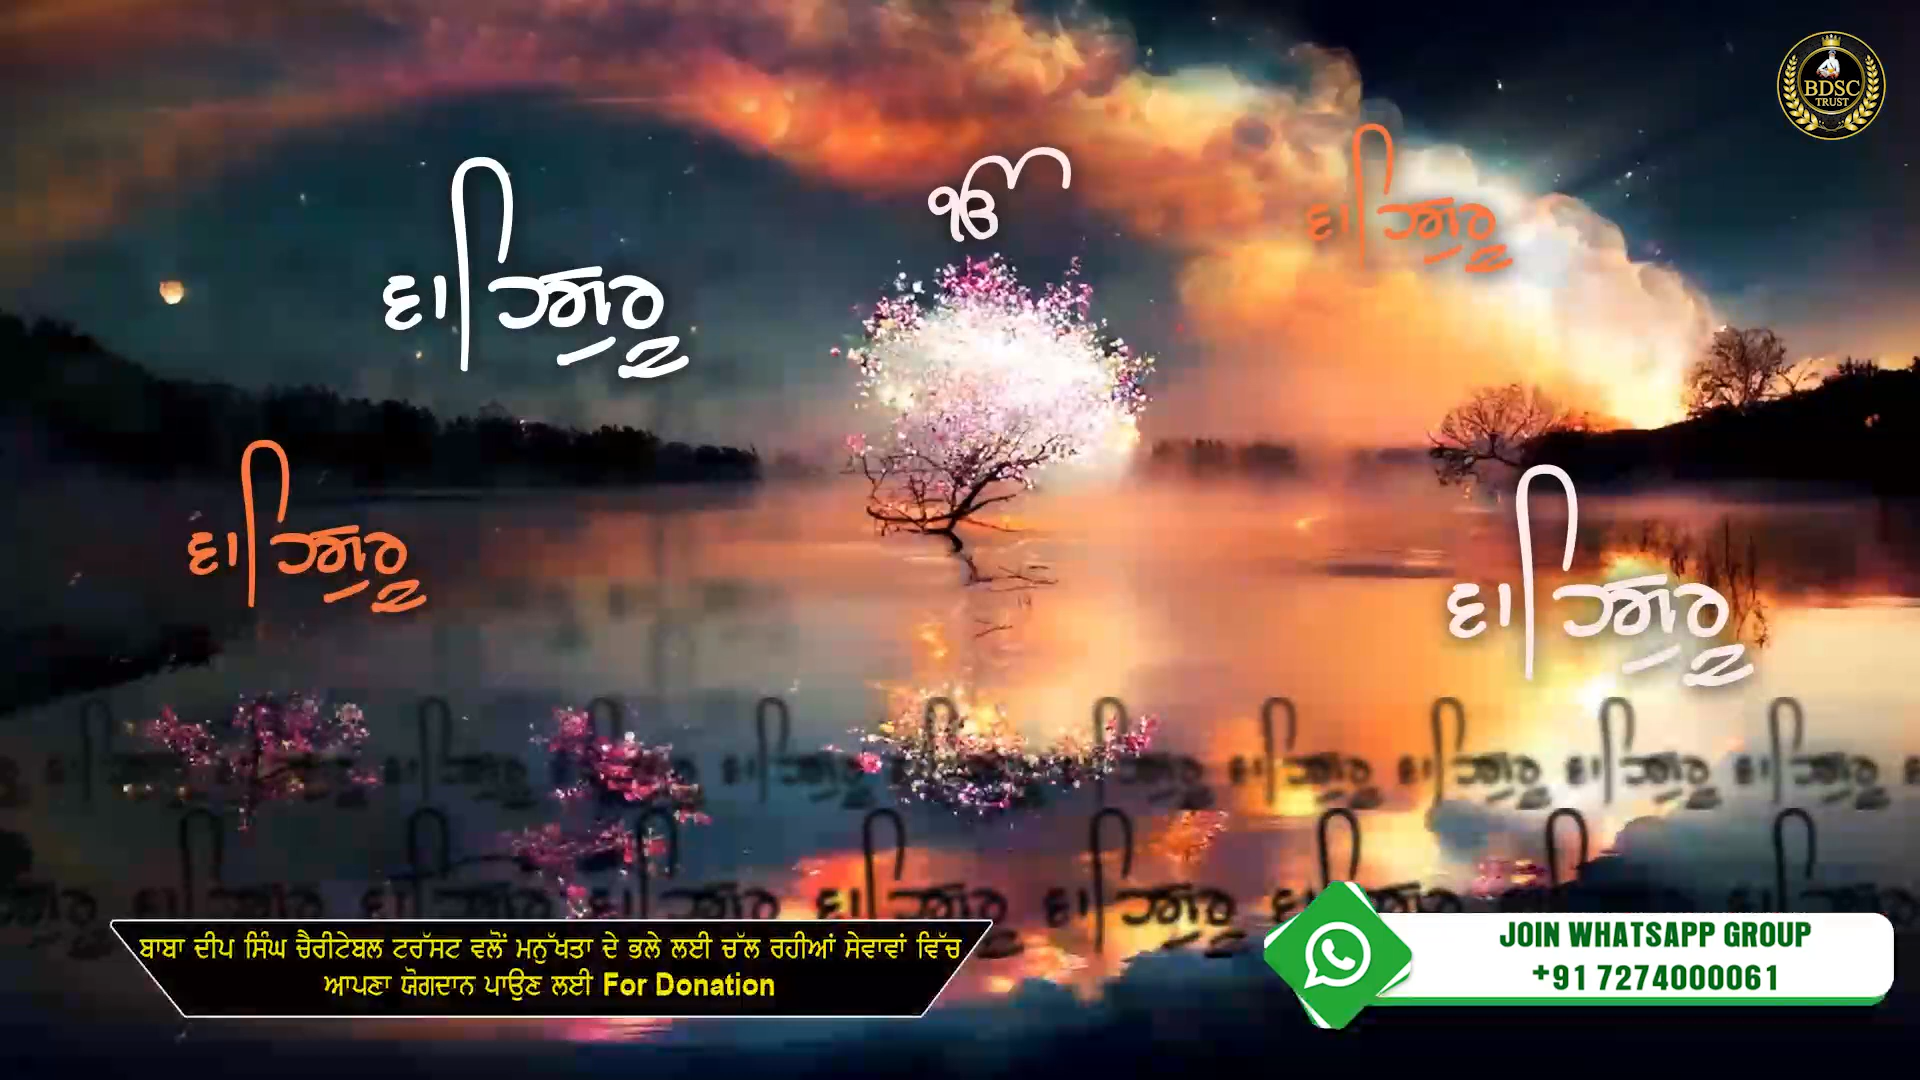 BDSC
TRUST
ੴ
ਵਾਹਿਗੁਰੂ
ਵਾਹਿਗੁਰੂ
ਵਾਹਿਗੁਰੂ
ਵਾਹਿਗੁਰੂ
ਵਾਹਿਗੁਰੂ ਵਾਹਿਗੁਰੂ ਵਾਹਿਗੁਰੂ ਵਾਹਿਗੁਰੂ ਵਾਹਿਗੁਰੂ ਵਾਹਿਗੁਰੂ ਵਾਹਿਗੁਰੂ ਵਾਹਿਗੁਰੂ ਵਾਹਿਗੁਰੂ ਵਾਹਿਗੁਰੂ ਵਾਹਿਗੁਰੂ
ਵਾਹਿਗੁਰੂ ਵਾਹਿਗੁਰੂ ਵਾਹਿਗੁਰੂ ਵਾਹਿਗੁਰੂ ਵਾਹਿਗੁਰੂ ਵਾਹਿਗੁਰੂ
ਬਾਬਾ ਦੀਪ ਸਿੰਘ ਚੈਰੀਟੇਬਲ ਟਰੱਸਟ ਵਲੋਂ ਮਨੁੱਖਤਾ ਦੇ ਭਲੇ ਲਈ ਚੱਲ ਰਹੀਆਂ ਸੇਵਾਵਾਂ ਵਿੱਚ
ਆਪਣਾ ਯੋਗਦਾਨ ਪਾਉਣ ਲਈ For Donation
JOIN WHATSAPP GROUP
+91 7274000061